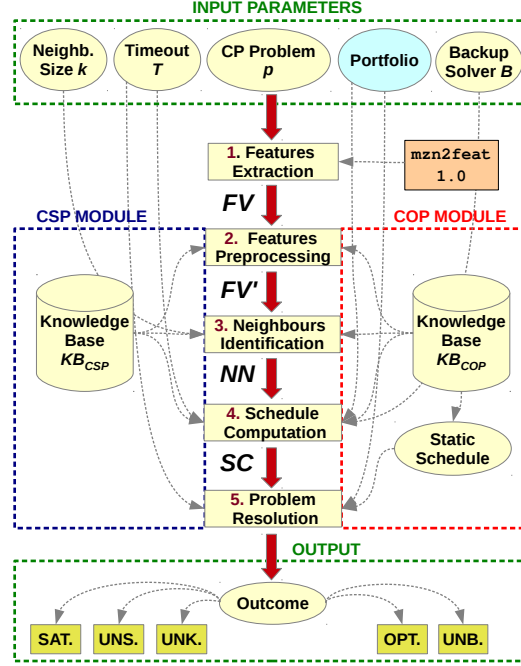 INPUT PARAMETERS
Neighb.
Size k
Timeout
T
CP Problem
p
Portfolio
Backup
Solver B
1. Features
Extraction
mzn2feat
1.0
FV
CSP MODULE
COP MODULE
2. Features
Preprocessing
FV'
Knowledge
Base
KBCSP
3. Neighbours
Identification
Knowledge
Base
KBCOP
NN
4. Schedule
Computation
Static
Schedule
SC
5. Problem
Resolution
OUTPUT
Outcome
SAT.
UNS.
UNK.
OPT.
UNB.